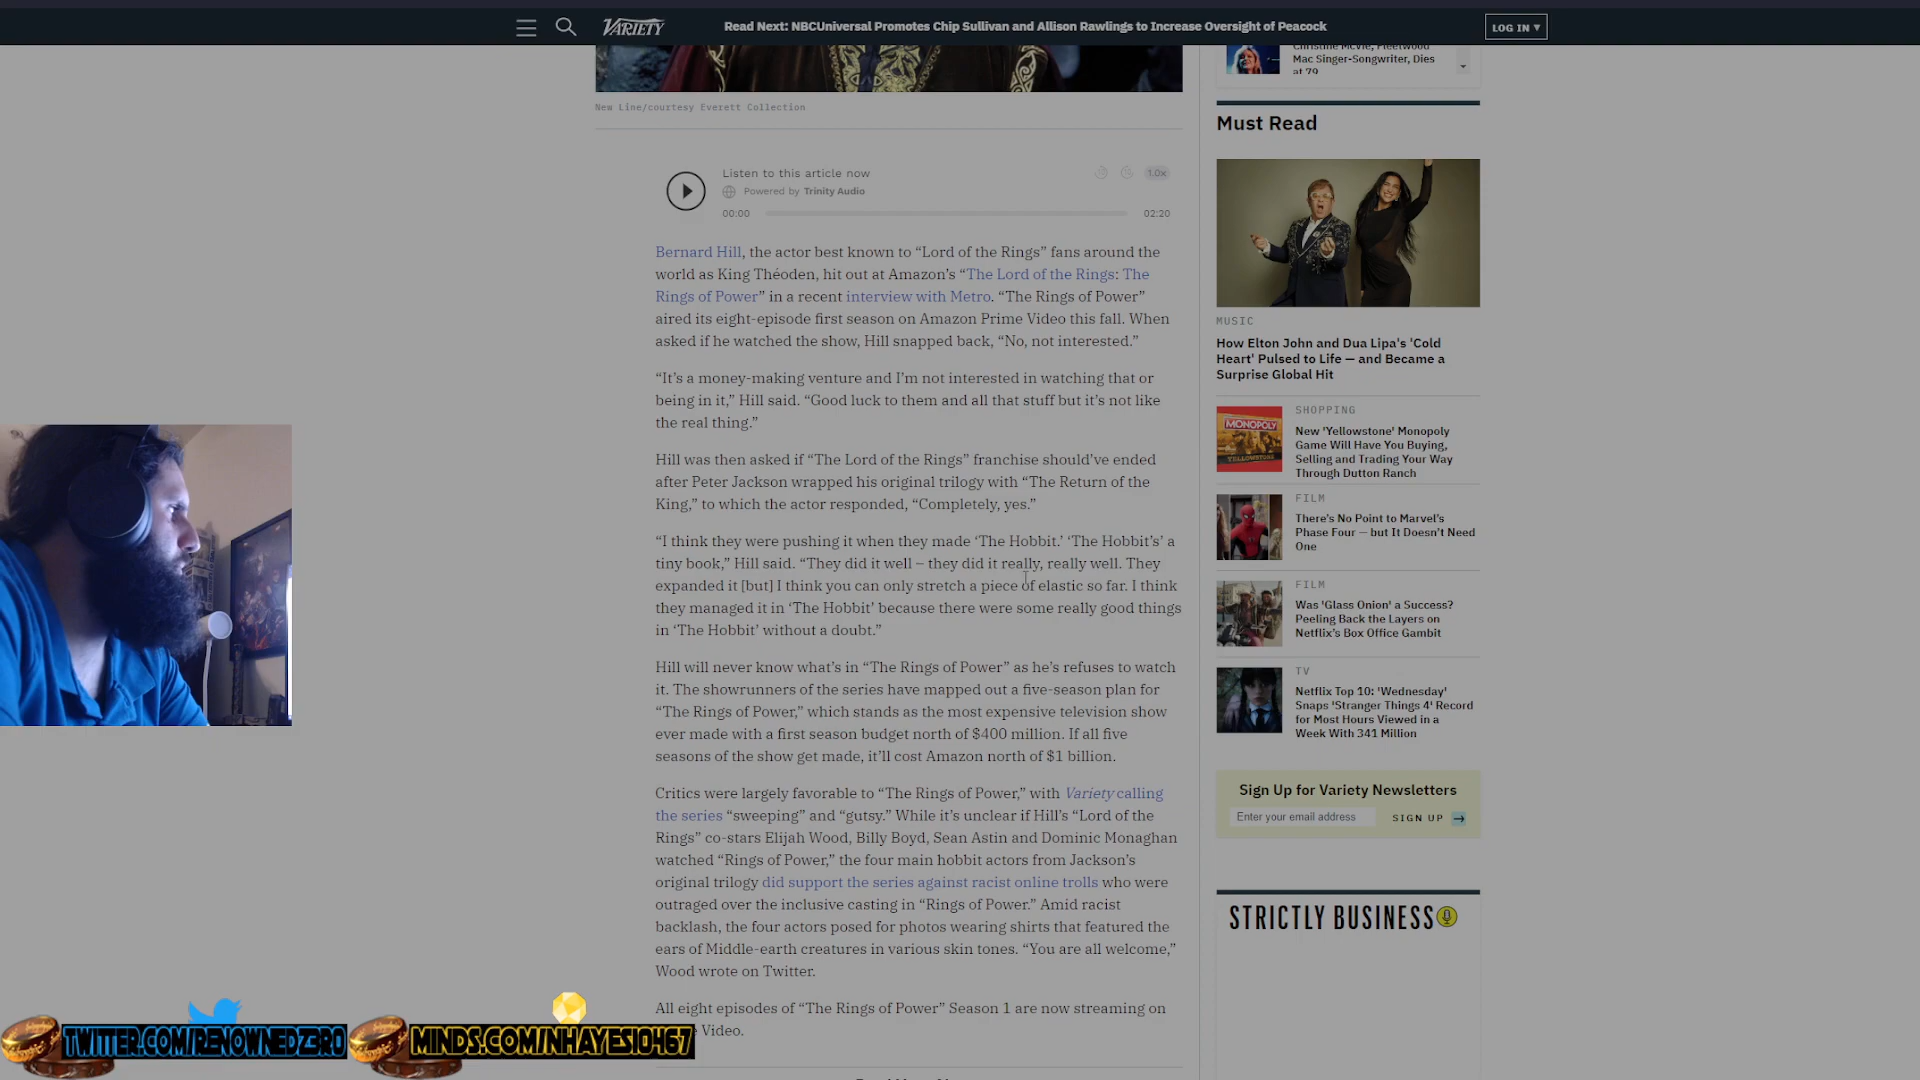 VARIETY
Read Next: NBCUniversal Promotes Chip Sullivan and Allison Rawlings to Increase Oversight of Peacock
LOG IN ▾
New Line/courtesy Everett Collection
Listen to this article now
Powered by Trinity Audio
1.0x
00:00
02:20
Bernard Hill, the actor best known to “Lord of the Rings” fans around the
world as King Théoden, hit out at Amazon’s “The Lord of the Rings: The
Rings of Power” in a recent interview with Metro. “The Rings of Power”
aired its eight-episode first season on Amazon Prime Video this fall. When
asked if he watched the show, Hill snapped back, “No, not interested.”
“It’s a money-making venture and I’m not interested in watching that or
being in it,” Hill said. “Good luck to them and all that stuff but it’s not like
the real thing.”
Hill was then asked if “The Lord of the Rings” franchise should’ve ended
after Peter Jackson wrapped his original trilogy with “The Return of the
King,” to which the actor responded, “Completely, yes.”
“I think they were pushing it when they made ‘The Hobbit.’ ‘The Hobbit’s’ a
tiny book,” Hill said. “They did it well – they did it really, really well. They
expanded it [but] I think you can only stretch a piece of elastic so far. I think
they managed it in ‘The Hobbit’ because there were some really good things
in ‘The Hobbit’ without a doubt.”
Hill will never know what’s in “The Rings of Power” as he’s refuses to watch
it. The showrunners of the series have mapped out a five-season plan for
“The Rings of Power,” which stands as the most expensive television show
ever made with a first season budget north of $400 million. If all five
seasons of the show get made, it’ll cost Amazon north of $1 billion.
Critics were largely favorable to “The Rings of Power,” with Variety calling
the series “sweeping” and “gutsy.” While it’s unclear if Hill’s “Lord of the
Rings” co-stars Elijah Wood, Billy Boyd, Sean Astin and Dominic Monaghan
watched “Rings of Power,” the four main hobbit actors from Jackson’s
original trilogy did support the series against racist online trolls who were
outraged over the inclusive casting in “Rings of Power.” Amid racist
backlash, the four actors posed for photos wearing shirts that featured the
ears of Middle-earth creatures in various skin tones. “You are all welcome,”
Wood wrote on Twitter.
All eight episodes of “The Rings of Power” Season 1 are now streaming on
Video.
Christine McVie, Fleetwood
Mac Singer-Songwriter, Dies
at 79
Must Read
MUSIC
How Elton John and Dua Lipa's 'Cold
Heart' Pulsed to Life — and Became a
Surprise Global Hit
MONOPOLY
YELLOWSTONE
SHOPPING
New 'Yellowstone' Monopoly
Game Will Have You Buying,
Selling and Trading Your Way
Through Dutton Ranch
FILM
There’s No Point to Marvel’s
Phase Four — but It Doesn’t Need
One
FILM
Was 'Glass Onion' a Success?
Peeling Back the Layers on
Netflix's Box Office Gambit
TV
Netflix Top 10: 'Wednesday'
Snaps 'Stranger Things 4' Record
for Most Hours Viewed in a
Week With 341 Million
Sign Up for Variety Newsletters
Enter your email address
SIGN UP
STRICTLY BUSINESS
TWITTER.COM/RENOWNEDZ3R0
MINDS.COM/NHAYES10467